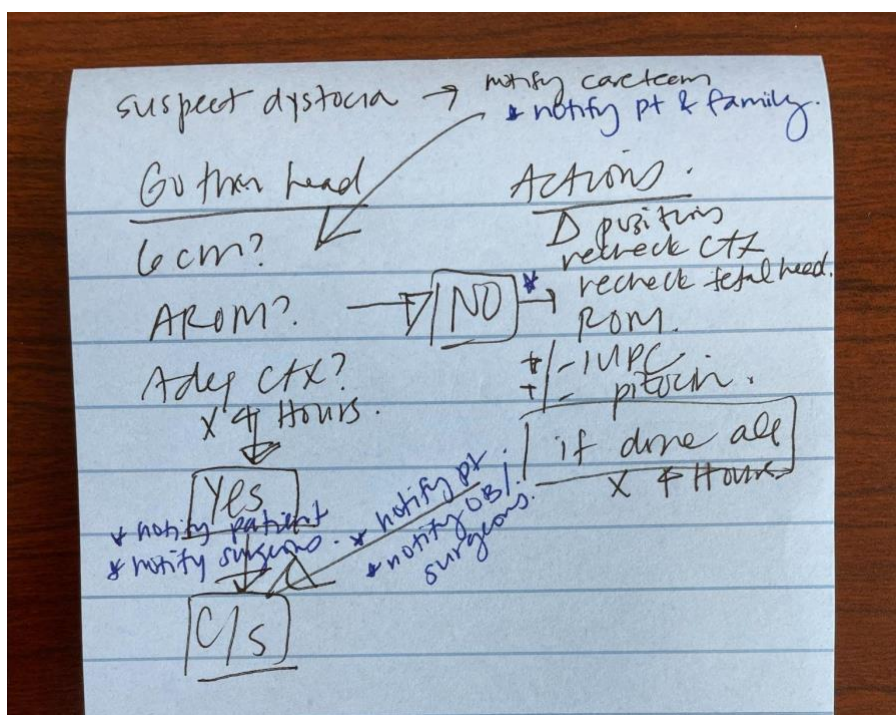 suspect dystocia → notify careteam
* notify pt & family.
Go thru head
6 cm?
AROM?
Adeq CTX?
x 4 Hours.
Yes
* notify patient
* notify surgeons.
C/s
NO
*
Actions.
Δ positions
recheck CTX
recheck fetal head.
ROM.
+/- IUPC
+/- pitocin.
if done all
x 4 Hours
* notify pt.
* notify OB/
surgeons.